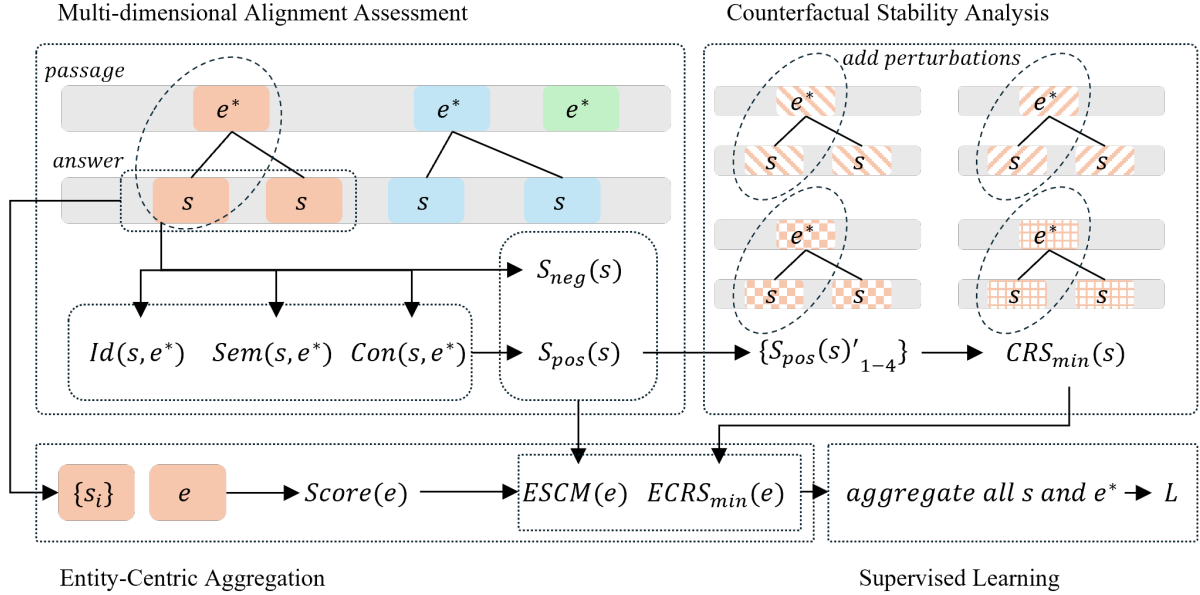 Multi-dimensional Alignment Assessment
Counterfactual Stability Analysis
passage
e* e* e*
answer
s s s s
S_neg(s)
Id(s,e*) Sem(s,e*) Con(s,e*)
S_pos(s)
add perturbations
e* e*
s s s s
e* e*
s s s s
{S_pos(s)'_1-4}
CRS_min(s)
{s_i} e Score(e) ESCM(e) ECRS_min(e)
aggregate all s and e* L
Entity-Centric Aggregation
Supervised Learning